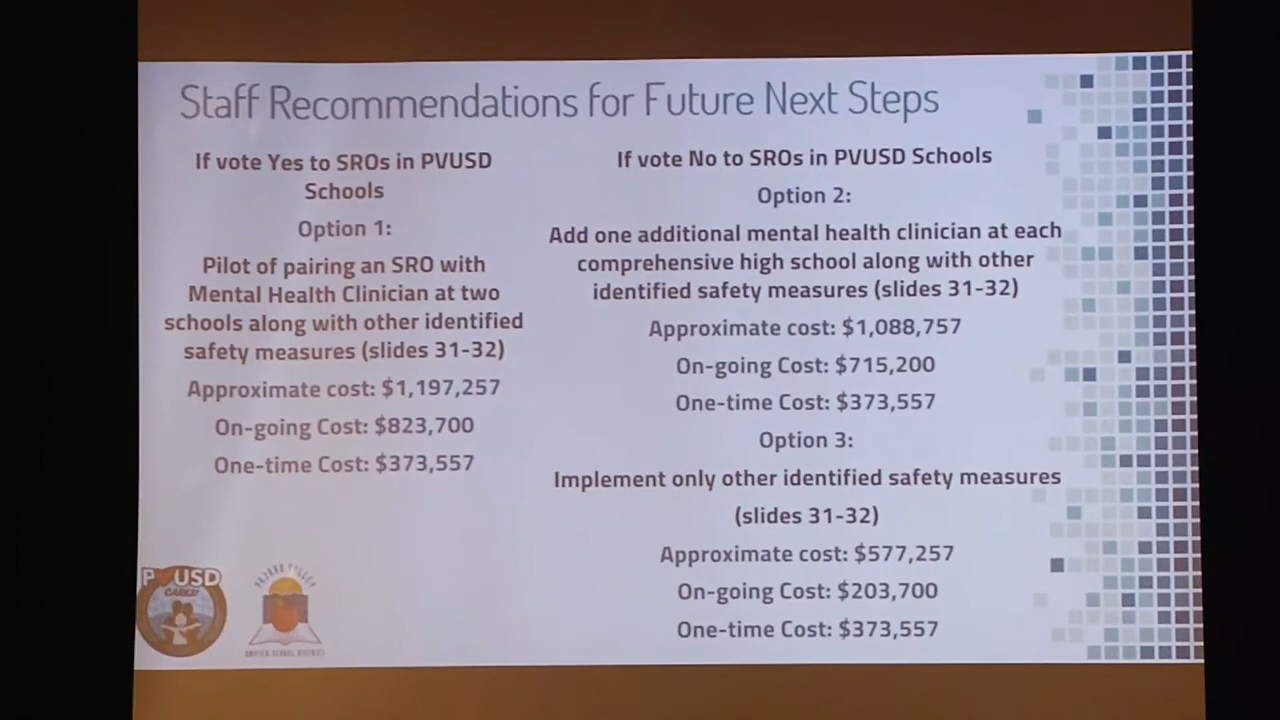 Staff Recommendations for Future Next Steps
If vote Yes to SROs in PVUSD
Schools
Option 1:
Pilot of pairing an SRO with
Mental Health Clinician at two
schools along with other identified
safety measures (slides 31-32)
Approximate cost: $1,197,257
On-going Cost: $823,700
One-time Cost: $373,557
If vote No to SROs in PVUSD Schools
Option 2:
Add one additional mental health clinician at each
comprehensive high school along with other
identified safety measures (slides 31-32)
Approximate cost: $1,088,757
On-going Cost: $715,200
One-time Cost: $373,557
Option 3:
Implement only other identified safety measures
(slides 31-32)
Approximate cost: $577,257
On-going Cost: $203,700
One-time Cost: $373,557
PVUSD
CARES!
PAJARO VALLEY
UNIFIED SCHOOL DISTRICT